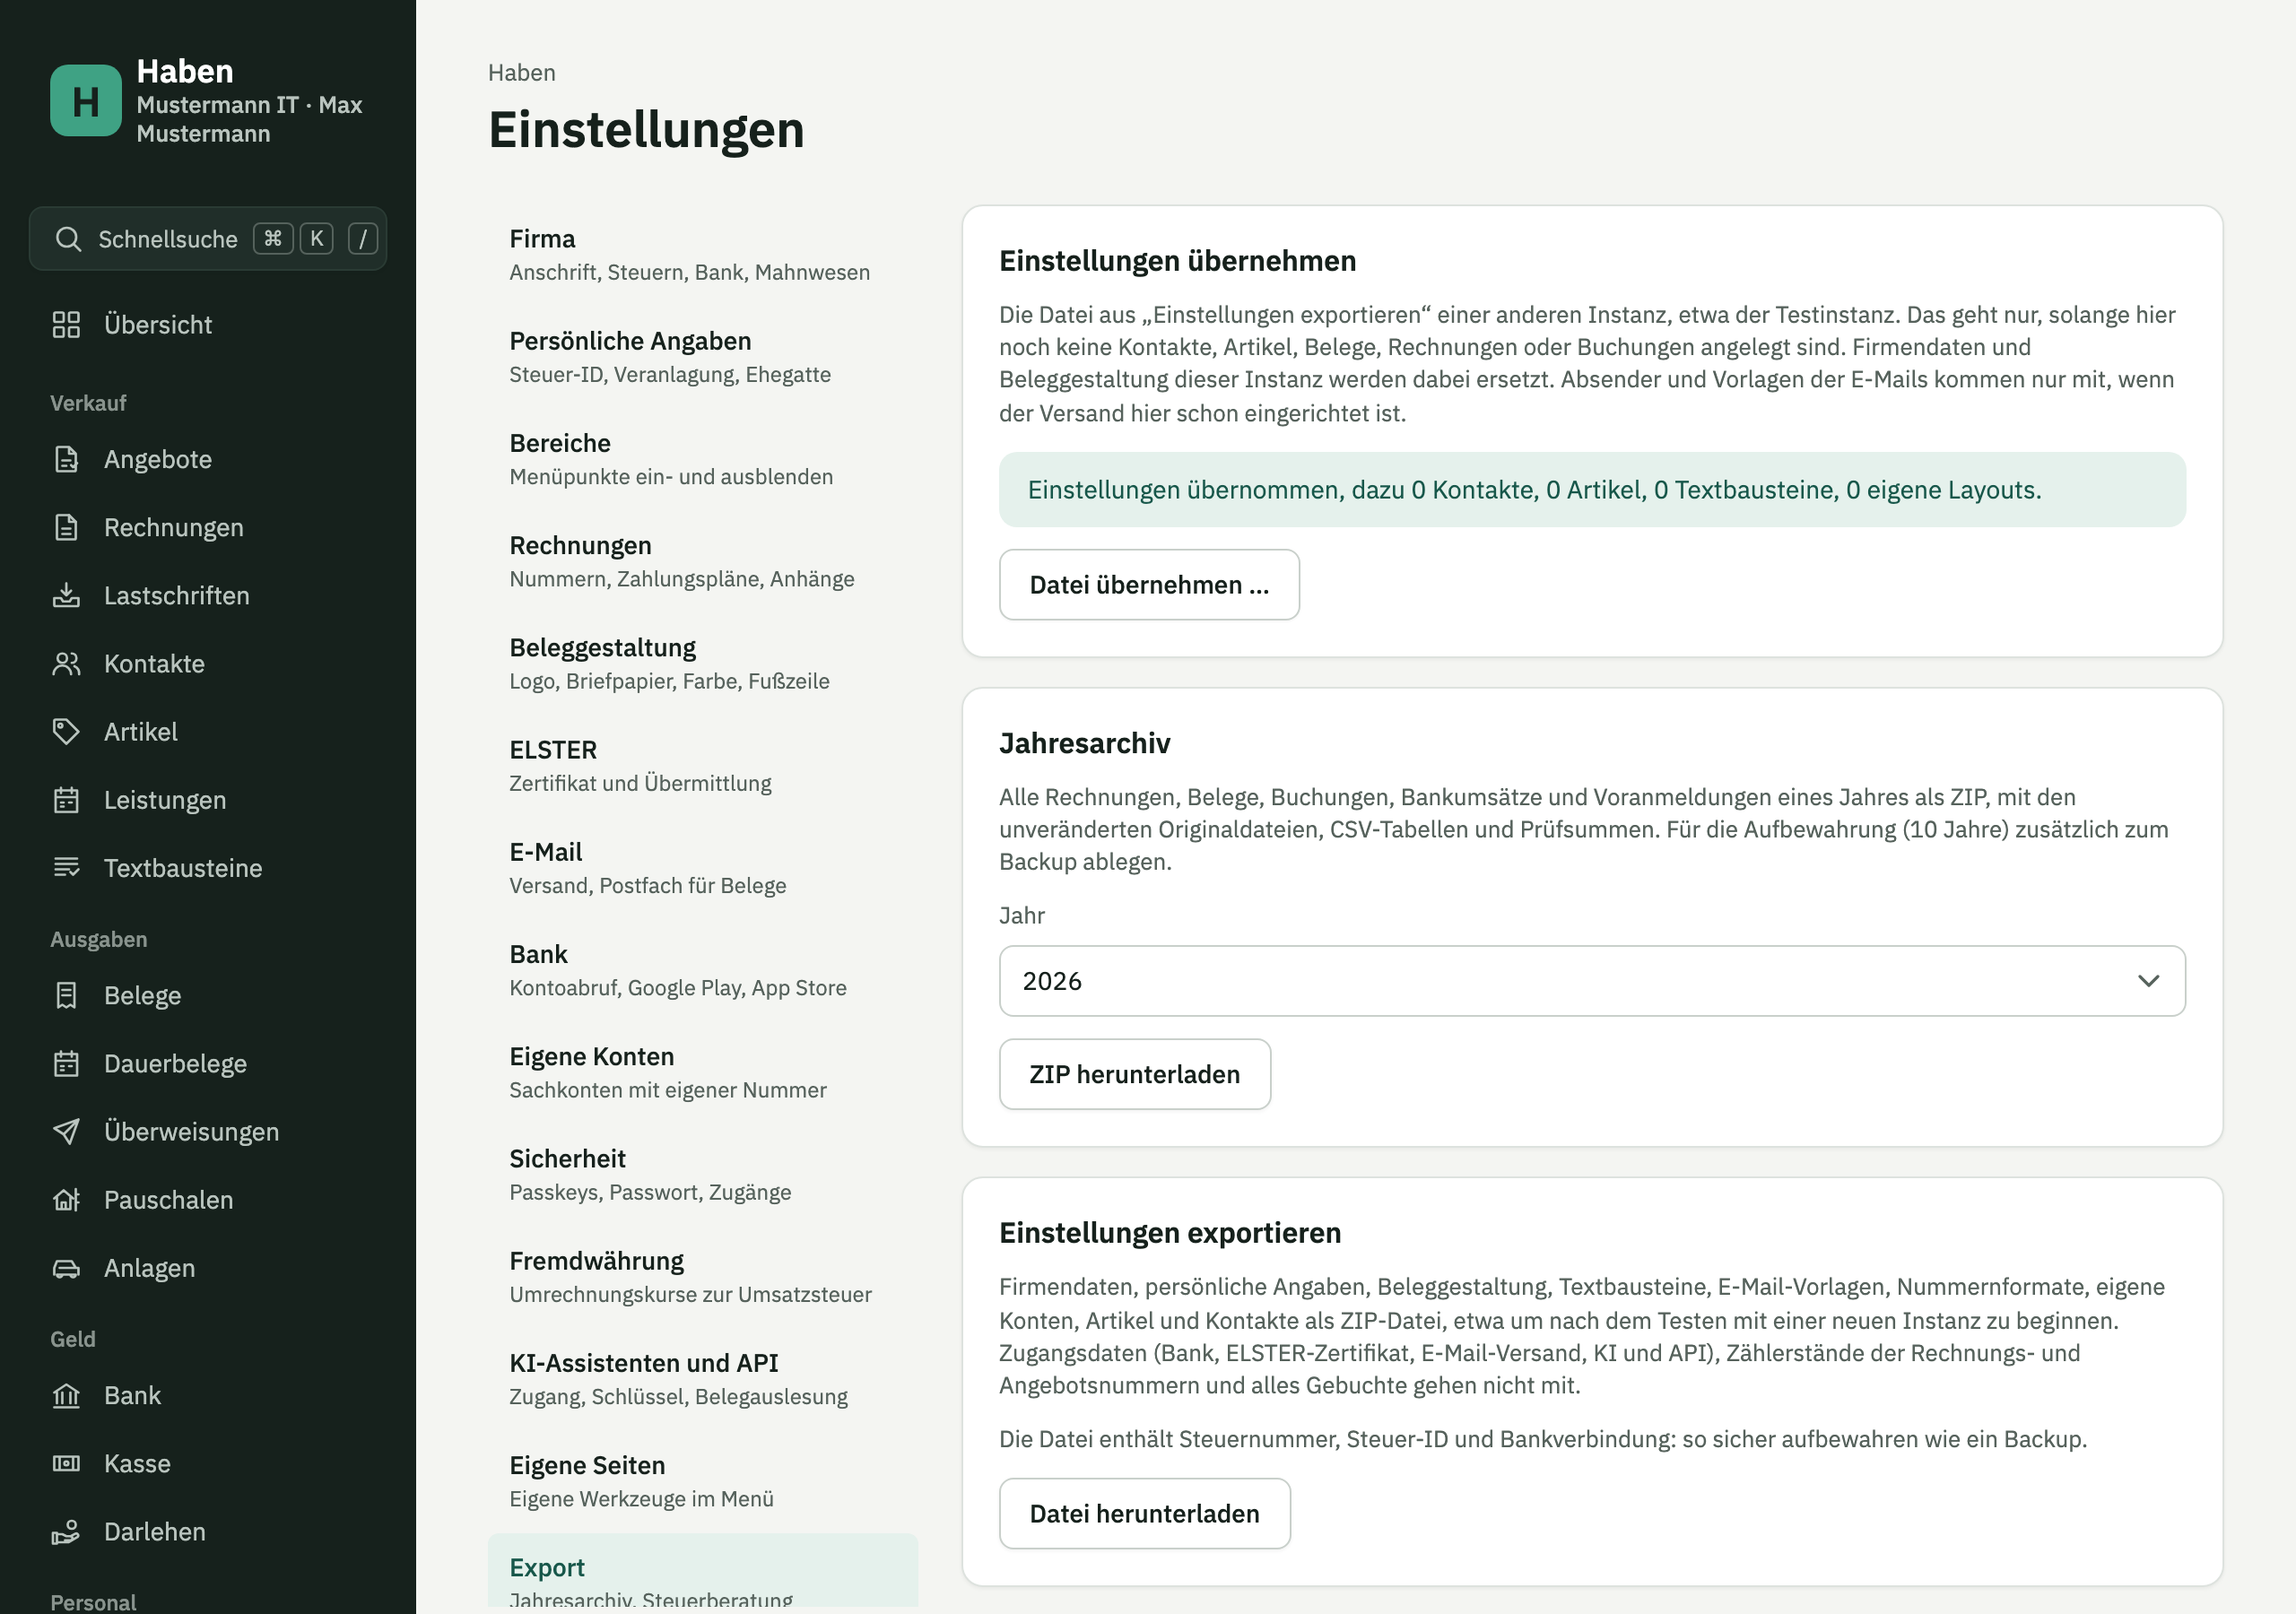 H
Haben
Mustermann IT · Max
Mustermann
Schnellsuche ⌘ K /
Übersicht
Verkauf
Angebote
Rechnungen
Lastschriften
Kontakte
Artikel
Leistungen
Textbausteine
Ausgaben
Belege
Dauerbelege
Überweisungen
Pauschalen
Anlagen
Geld
Bank
Kasse
Darlehen
Personal
Haben
Einstellungen
Firma
Anschrift, Steuern, Bank, Mahnwesen
Persönliche Angaben
Steuer-ID, Veranlagung, Ehegatte
Bereiche
Menüpunkte ein- und ausblenden
Rechnungen
Nummern, Zahlungspläne, Anhänge
Beleggestaltung
Logo, Briefpapier, Farbe, Fußzeile
ELSTER
Zertifikat und Übermittlung
E-Mail
Versand, Postfach für Belege
Bank
Kontoabruf, Google Play, App Store
Eigene Konten
Sachkonten mit eigener Nummer
Sicherheit
Passkeys, Passwort, Zugänge
Fremdwährung
Umrechnungskurse zur Umsatzsteuer
KI-Assistenten und API
Zugang, Schlüssel, Belegauslesung
Eigene Seiten
Eigene Werkzeuge im Menü
Export
Jahresarchiv, Steuerberatung
Einstellungen übernehmen
Die Datei aus „Einstellungen exportieren“ einer anderen Instanz, etwa der Testinstanz. Das geht nur, solange hier
noch keine Kontakte, Artikel, Belege, Rechnungen oder Buchungen angelegt sind. Firmendaten und
Beleggestaltung dieser Instanz werden dabei ersetzt. Absender und Vorlagen der E-Mails kommen nur mit, wenn
der Versand hier schon eingerichtet ist.
Einstellungen übernommen, dazu 0 Kontakte, 0 Artikel, 0 Textbausteine, 0 eigene Layouts.
Datei übernehmen ...
Jahresarchiv
Alle Rechnungen, Belege, Buchungen, Bankumsätze und Voranmeldungen eines Jahres als ZIP, mit den
unveränderten Originaldateien, CSV-Tabellen und Prüfsummen. Für die Aufbewahrung (10 Jahre) zusätzlich zum
Backup ablegen.
Jahr
2026
ZIP herunterladen
Einstellungen exportieren
Firmendaten, persönliche Angaben, Beleggestaltung, Textbausteine, E-Mail-Vorlagen, Nummernformate, eigene
Konten, Artikel und Kontakte als ZIP-Datei, etwa um nach dem Testen mit einer neuen Instanz zu beginnen.
Zugangsdaten (Bank, ELSTER-Zertifikat, E-Mail-Versand, KI und API), Zählerstände der Rechnungs- und
Angebotsnummern und alles Gebuchte gehen nicht mit.
Die Datei enthält Steuernummer, Steuer-ID und Bankverbindung: so sicher aufbewahren wie ein Backup.
Datei herunterladen